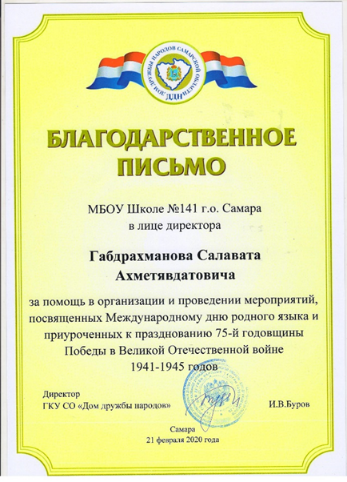 ДОМ ДРУЖБЫ НАРОДОВ САМАРСКОЙ ОБЛАСТИ
ДДН
БЛАГОДАРСТВЕННОЕ
ПИСЬМО
МБОУ Школе №141 г.о. Самара
в лице директора
Габдрахманова Салавата
Ахметявдатовича
за помощь в организации и проведении мероприятий,
посвященных Международному дню родного языка и
приуроченных к празднованию 75-й годовщины
Победы в Великой Отечественной войне
1941-1945 годов
Директор
ГКУ СО «Дом дружбы народов»
И.В.Буров
Самара
21 февраля 2020 года